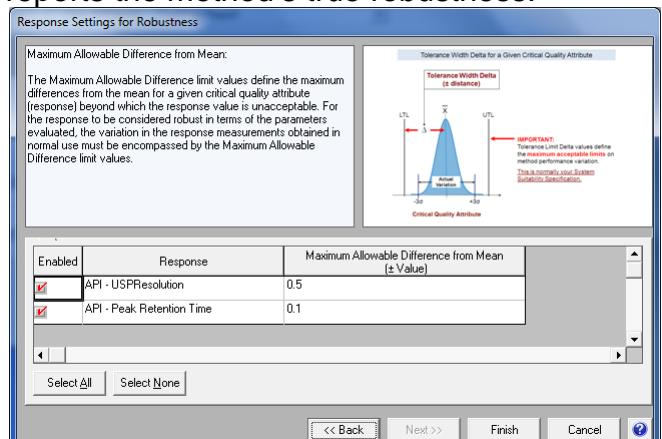 reports the method's true robustness.
Response Settings for Robustness
Maximum Allowable Difference from Mean:
The Maximum Allowable Difference limit values define the maximum
differences from the mean for a given critical quality attribute
(response) beyond which the response value is unacceptable. For
the response to be considered robust in terms of the parameters
evaluated, the variation in the response measurements obtained in
normal use must be encompassed by the Maximum Allowable
Difference limit values.
Tolerance Width Delta for a Given Critical Quality Attribute
Tolerance Width Delta
(± distance)
LTL
X
UTL
Δ
IMPORTANT:
Tolerance Limit Delta values define
the maximum acceptable limits on
method performance variation.
This is normally your System
Suitability Specification.
Actual
Variation
-3σ
+3σ
Critical Quality Attribute
Enabled
Response
Maximum Allowable Difference from Mean
(± Value)
API - USPResolution
0.5
API - Peak Retention Time
0.1
Select All
Select None
<< Back
Next >>
Finish
Cancel
?